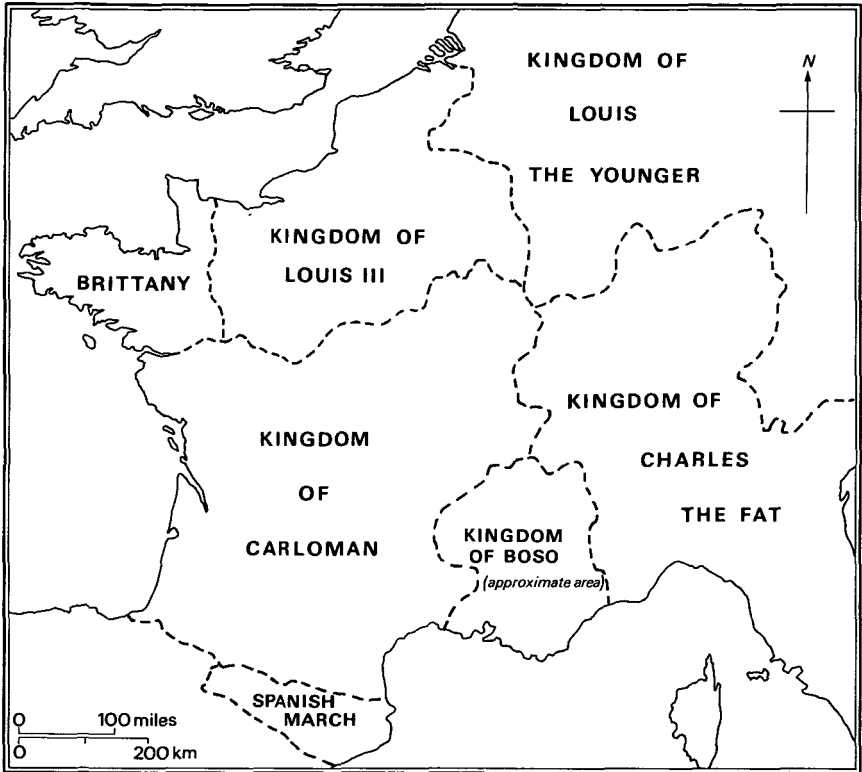 KINGDOM OF
LOUIS
THE YOUNGER
N
KINGDOM OF
LOUIS III
BRITTANY
KINGDOM OF
CHARLES
THE FAT
KINGDOM
OF
CARLOMAN
KINGDOM
OF BOSO
(approximate area)
SPANISH
MARCH
0 100 miles
0 200 km